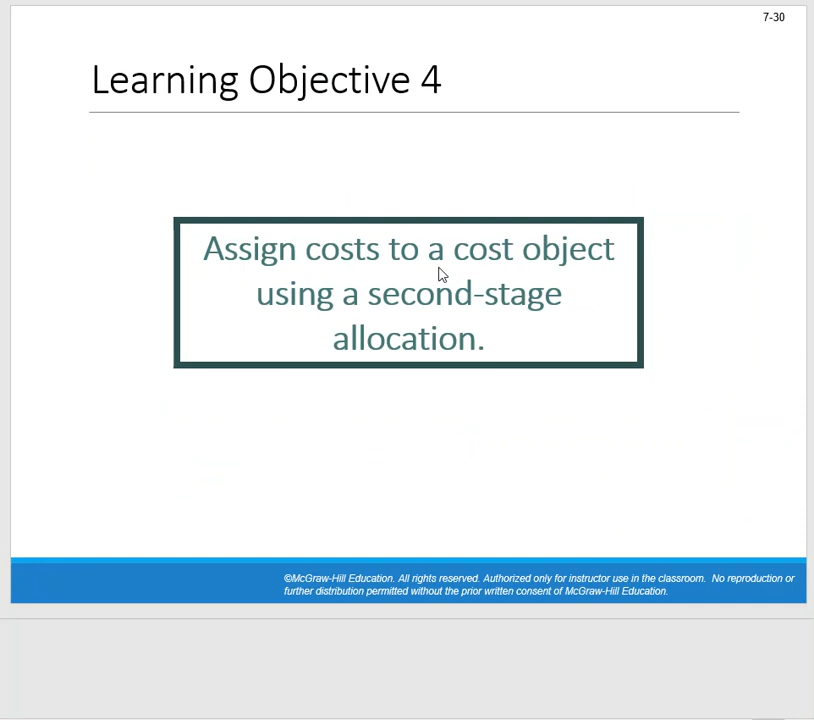 7-30
Learning Objective 4
Assign costs to a cost object
using a second-stage
allocation.
©McGraw-Hill Education. All rights reserved. Authorized only for instructor use in the classroom. No reproduction or
further distribution permitted without the prior written consent of McGraw-Hill Education.